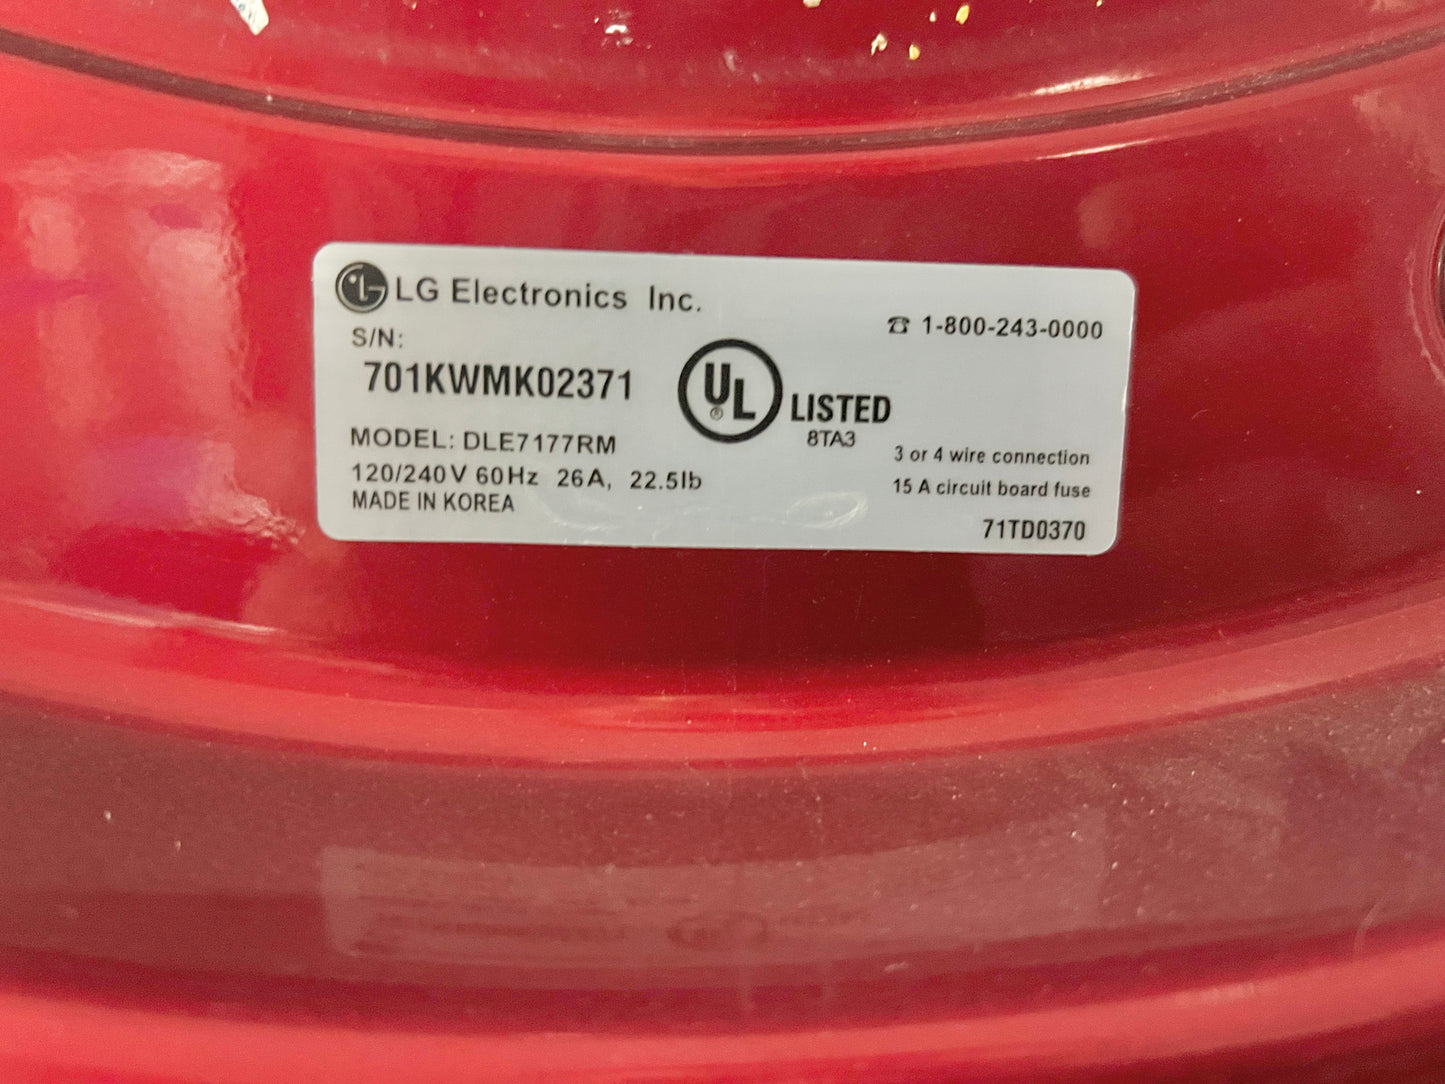 LG LG Electronics Inc.
S/N:
701KWMK02371
MODEL: DLE7177RM
120/240V 60Hz 26A, 22.5lb
MADE IN KOREA
UL® LISTED
8TA3
☎ 1-800-243-0000
3 or 4 wire connection
15 A circuit board fuse
71TD0370